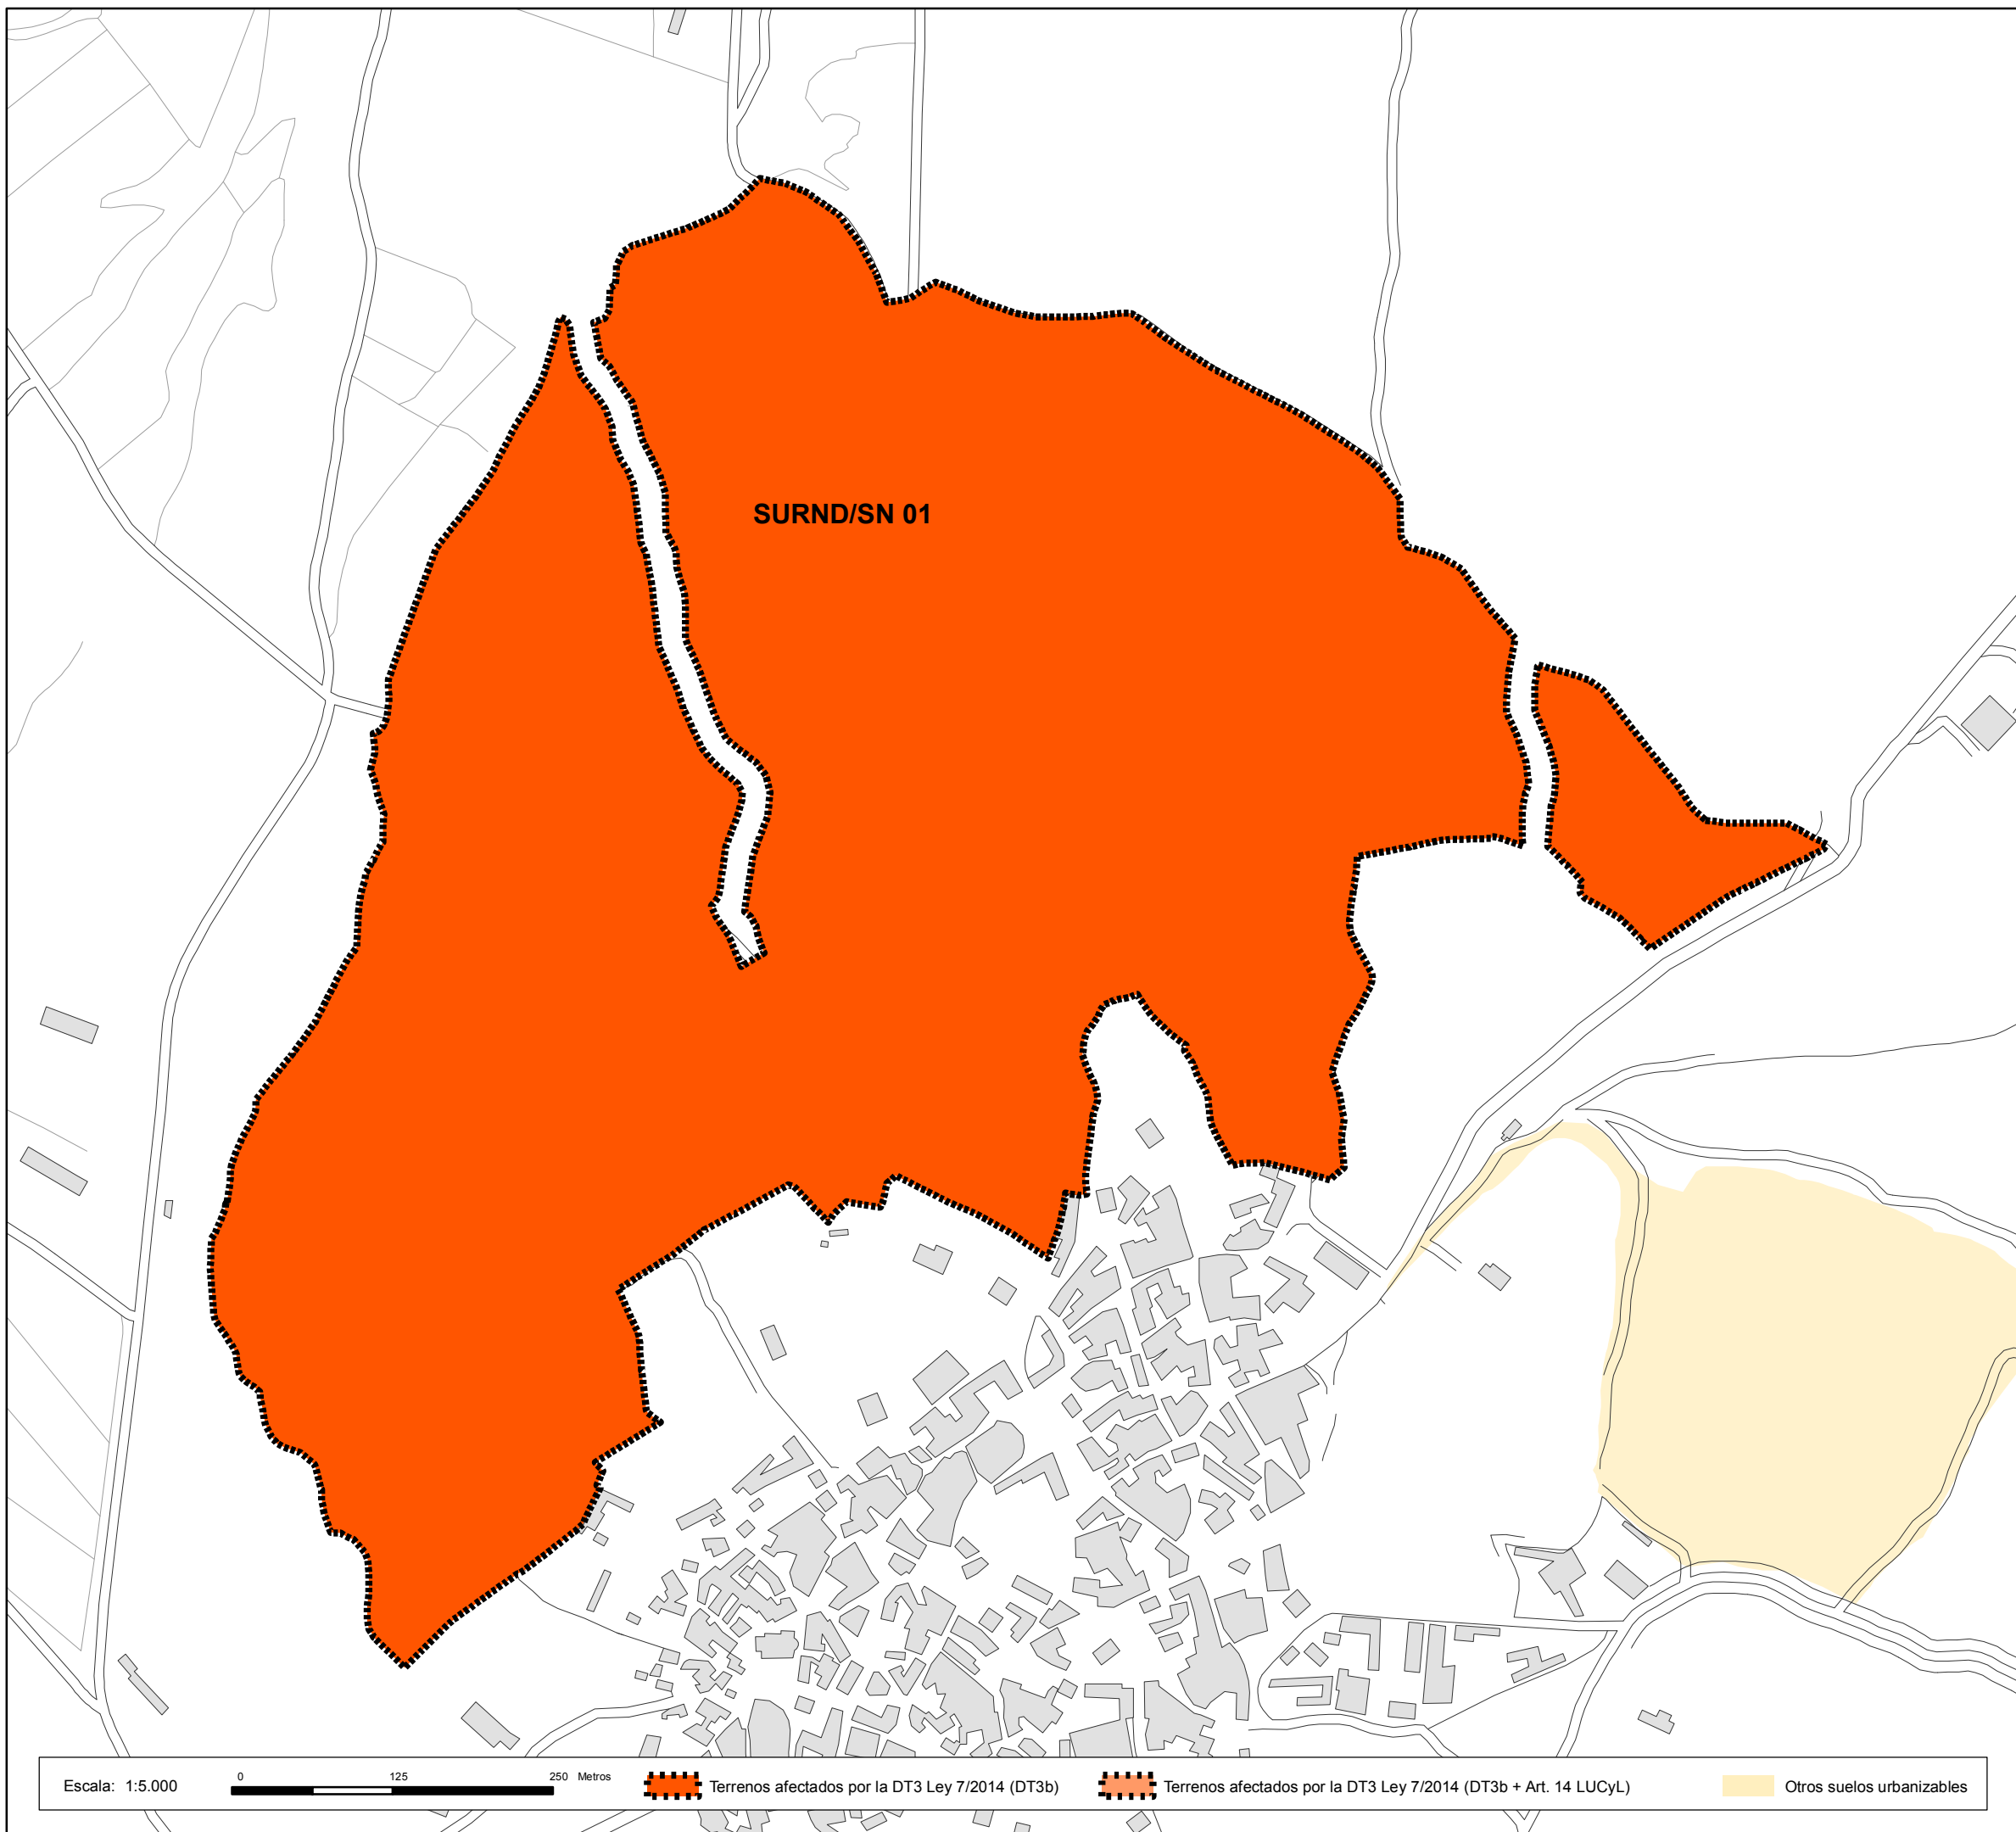 SURND/SN 01
Escala: 1:5.000
0 125 250 Metros
Terrenos afectados por la DT3 Ley 7/2014 (DT3b)
Terrenos afectados por la DT3 Ley 7/2014 (DT3b + Art. 14 LUCyL)
Otros suelos urbanizables